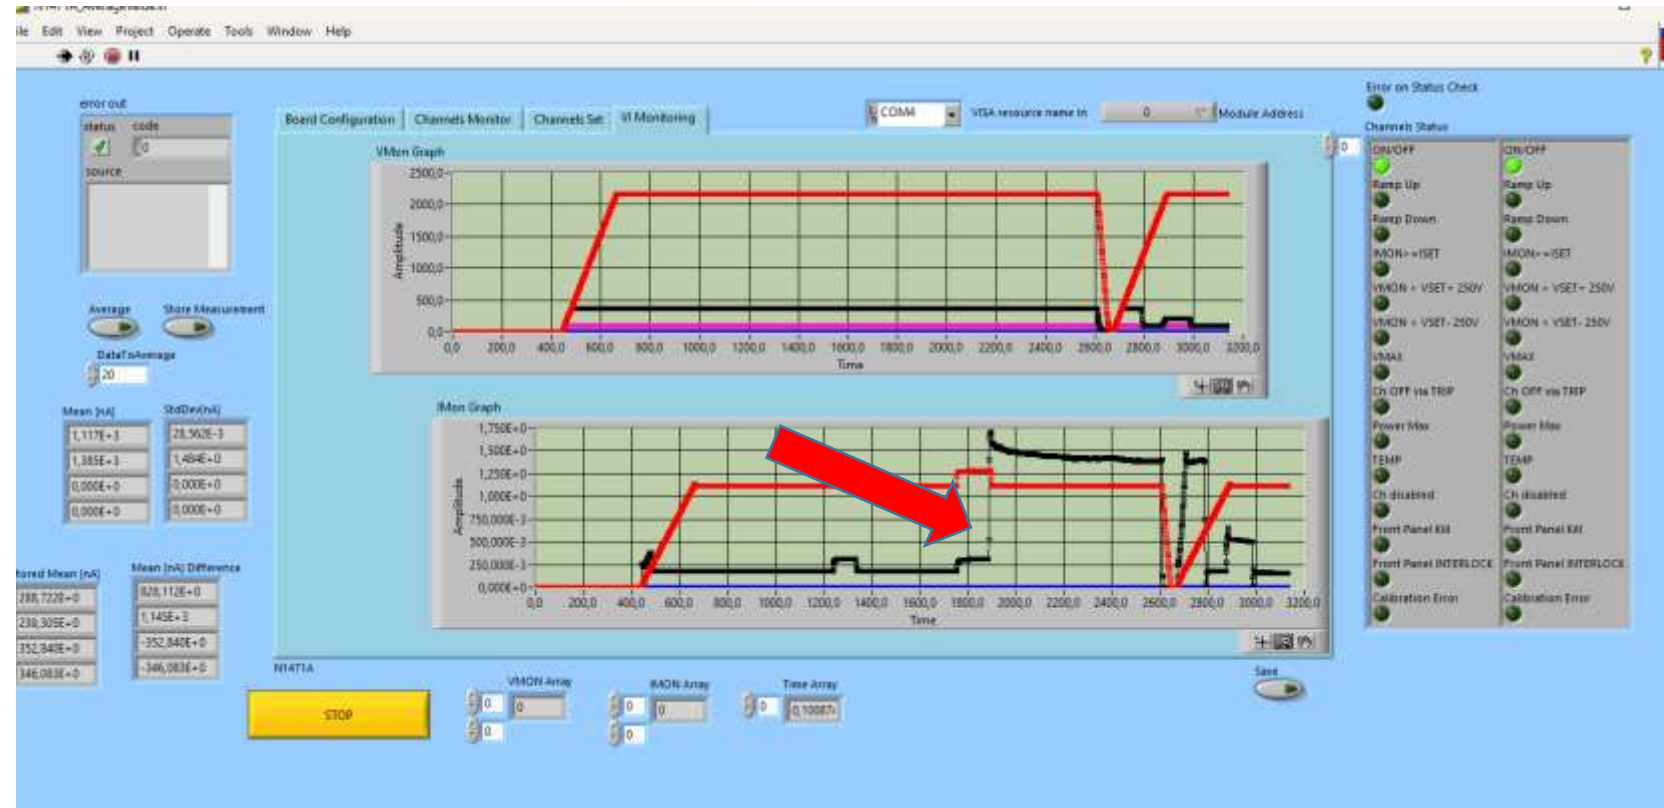 File Edit View Project Operate Tools Window Help
error out
status code
0
source
Average Store Measurement
20
Mean [nA] StdDev[nA]
1,117E+3 28,562E-3
1,385E+3 1,484E+0
0,000E+0 0,000E+0
0,000E+0 0,000E+0
Mean [nA] Difference
288,722E+0 828,112E+0
239,305E+0 1,145E+3
352,840E+0 -352,840E+0
346,083E+0 -346,083E+0
Board Configuration Channels Monitor Channels Set VI Monitoring
COM4 VISA resource name in 0 Module Address
VMon Graph
2500,0
2000,0
1500,0
1000,0
500,0
0,0
Amplitude
0,0 200,0 400,0 600,0 800,0 1000,0 1200,0 1400,0 1600,0 1800,0 2000,0 2200,0 2400,0 2600,0 2800,0 3000,0 3200,0
Time
IMon Graph
1,750E+0
1,500E+0
1,250E+0
1,000E+0
750,000E-3
500,000E-3
250,000E-3
0,000E+0
Amplitude
0,0 200,0 400,0 600,0 800,0 1000,0 1200,0 1400,0 1600,0 1800,0 2000,0 2200,0 2400,0 2600,0 2800,0 3000,0 3200,0
Time
N1471A
STOP
VMON Array
0 0
0
IMON Array
0 0
0
Time Array
0
Save
Error on Status Check
Channels Status
0
ON/OFF ON/OFF
Ramp Up Ramp Up
Ramp Down Ramp Down
IMON>=ISET IMON>=ISET
VMON > VSET+ 250V VMON > VSET+ 250V
VMON < VSET- 250V VMON < VSET- 250V
VMAX VMAX
Ch OFF via TRIP Ch OFF via TRIP
Power Max Power Max
TEMP TEMP
Ch disabled Ch disabled
Front Panel Kill Front Panel Kill
Front Panel INTERLOCK Front Panel INTERLOCK
Calibration Error Calibration Error